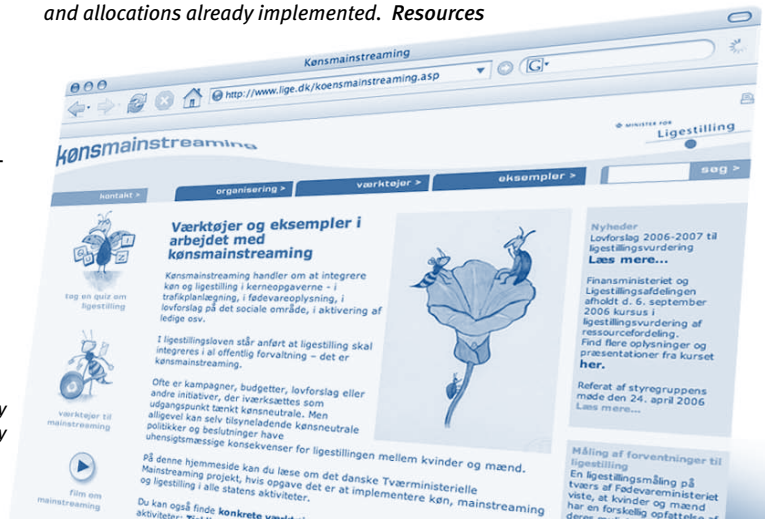 and allocations already implemented. Resources
Kønsmainstreaming
http://www.lige.dk/koensmainstreaming.asp
G
kønsmainstreaming
MINISTER FOR
Ligestilling
kontakt >
organisering >
værktøjer >
eksempler >
søg >
QUIZ
tag en quiz om
ligestilling
værktøjer til
mainstreaming
film om
mainstreaming
Værktøjer og eksempler i
arbejdet med
kønsmainstreaming
Kønsmainstreaming handler om at integrere
køn og ligestilling i kerneopgaverne - i
trafikplanlægning, i fødevareoplysning, i
lovforslag på det sociale område, i aktivering af
ledige osv.
I ligestillingsloven står anført at ligestilling skal
integreres i al offentlig forvaltning – det er
kønsmainstreaming.
Ofte er kampagner, budgetter, lovforslag eller
andre initiativer, der iværksættes som
udgangspunkt tænkt kønsneutrale. Men
alligevel kan selv tilsyneladende kønsneutrale
politikker og beslutninger have
uhensigtsmæssige konsekvenser for ligestillingen mellem kvinder og mænd.
På denne hjemmeside kan du læse om det danske Tværministerielle
Mainstreaming projekt, hvis opgave det er at implementere køn, mainstreaming
og ligestilling i alle statens aktiviteter.
Du kan også finde konkrete
aktiviteter:
Nyheder
Lovforslag 2006-2007 til
ligestillingsvurdering
Læs mere...
Finansministeriet og
Ligestillingsafdelingen
afholdt d. 6. september
2006 kursus i
ligestillingsvurdering af
ressourcefordeling.
Find flere oplysninger og
præsentationer fra kurset
her.
Referat af styregruppens
møde den 24. april 2006
Læs mere...
Måling af forventninger til
ligestilling
En ligestillingsmåling på
tværs af Fødevareministeriet
viste, at kvinder og mænd
har en forskellig opfattelse af
deres